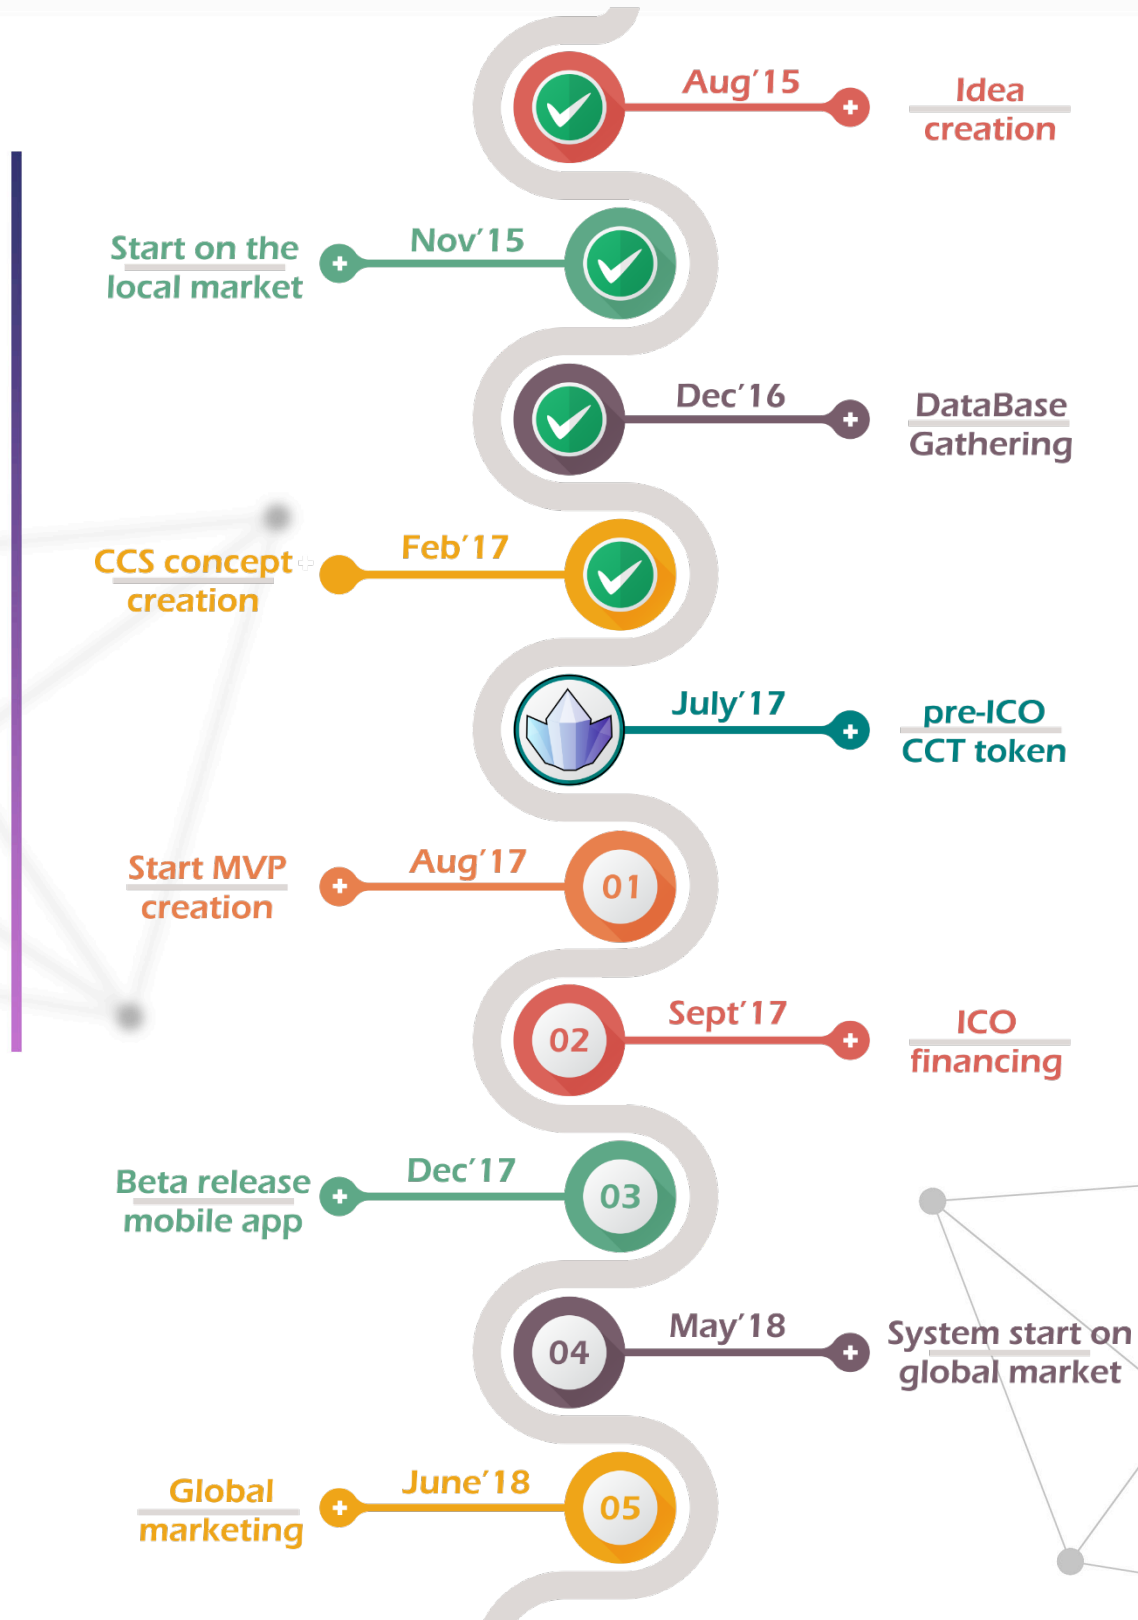 Aug'15
Idea
creation
Nov'15
Start on the
local market
Dec'16
DataBase
Gathering
Feb'17
CCS concept
creation
July'17
pre-ICO
CCT token
Aug'17
Start MVP
creation
01
Sept'17
ICO
financing
02
Dec'17
Beta release
mobile app
03
May'18
System start on
global market
04
June'18
Global
marketing
05